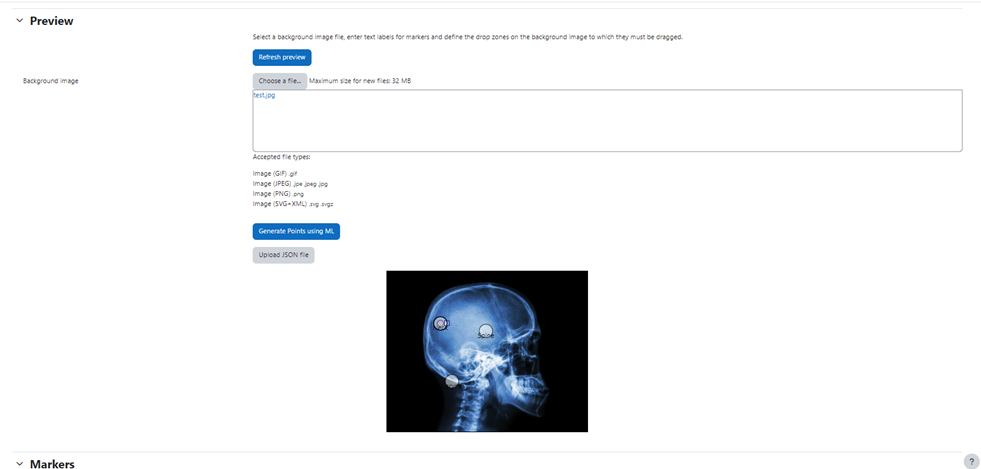 Preview
Select a background image file, enter text labels for markers and define the drop zones on the background image to which they must be dragged.
Refresh preview
Background image
Choose a file... Maximum size for new files: 32 MB
test.jpg
Accepted file types:
Image (GIF) .gif
Image (JPEG) .jpe .jpeg .jpg
Image (PNG) .png
Image (SVG+XML) .svg .svgz
Generate Points using ML
Upload JSON file
Spine
Markers
?